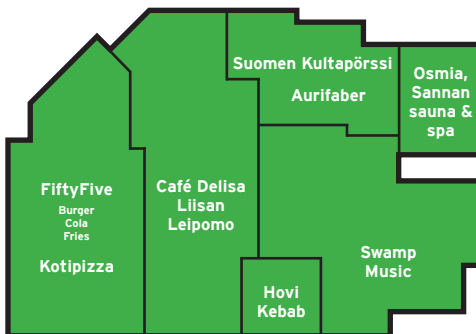 Suomen Kultapörssi
Aurifaber
Osmia,
Sannan
sauna &
spa
FiftyFive
Burger
Cola
Fries
Kotipizza
Café Delisa
Liisan
Leipomo
Swamp
Music
Hovi
Kebab